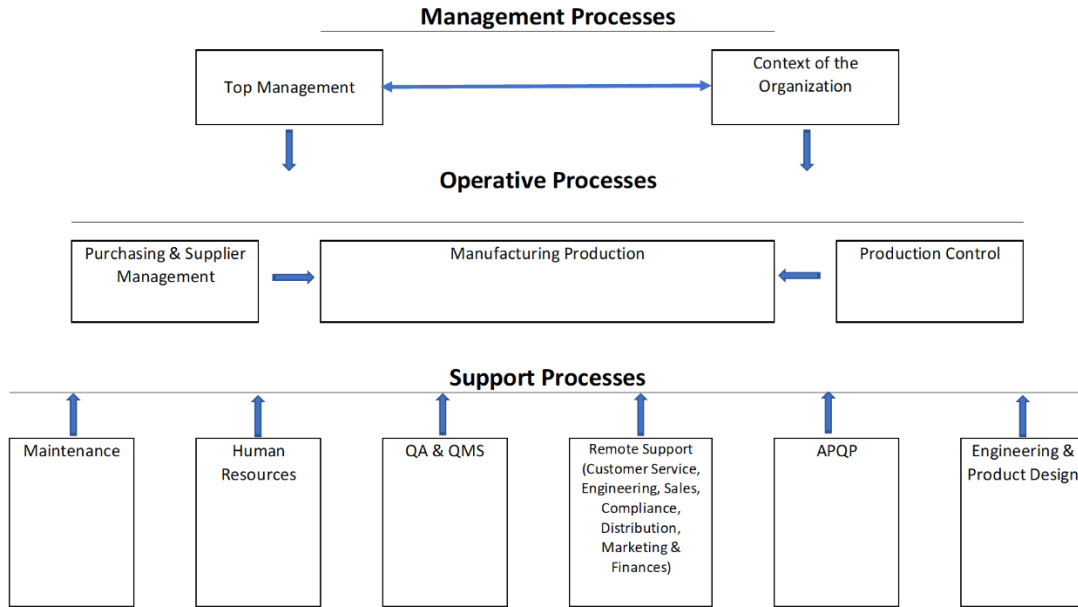 Management Processes
Top Management
Context of the
Organization
Operative Processes
Purchasing & Supplier
Management
Manufacturing Production
Production Control
Support Processes
Maintenance
Human
Resources
QA & QMS
Remote Support
(Customer Service,
Engineering, Sales,
Compliance,
Distribution,
Marketing &
Finances)
APQP
Engineering &
Product Design